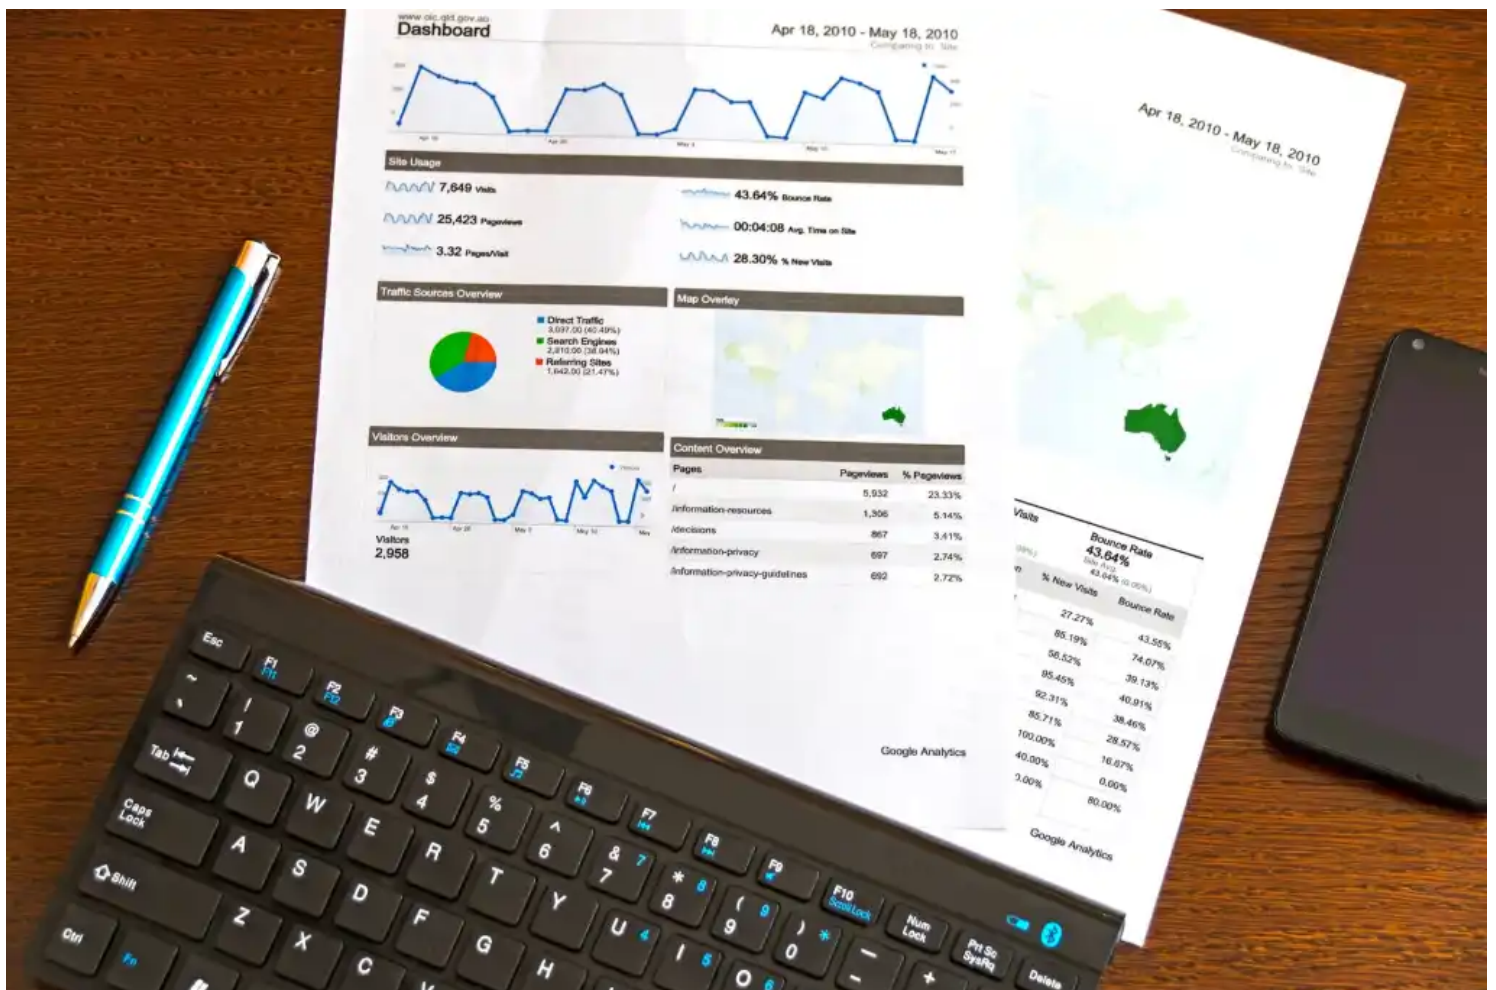 www.oic.qld.gov.au
Dashboard
Apr 18, 2010 - May 18, 2010
Comparing to: Site
Site Usage
7,649 Visits
43.64% Bounce Rate
25,423 Pageviews
00:04:08 Avg. Time on Site
3.32 Pages/Visit
28.30% % New Visits
Traffic Sources Overview
Direct Traffic
3,097.00 (40.49%)
Search Engines
2,910.00 (38.04%)
Referring Sites
1,642.00 (21.47%)
Map Overlay
Visitors Overview
Visitors
2,958
Content Overview
Pages Pageviews % Pageviews
/ 5,932 23.33%
/information-resources 1,306 5.14%
/decisions 867 3.41%
/information-privacy 697 2.74%
/information-privacy-guidelines 692 2.72%
Google Analytics
Apr 18, 2010 - May 18, 2010
Comparing to: Site
Visits
Bounce Rate
43.64%
Site Avg:
43.64% (0.00%)
% New Visits Bounce Rate
27.27% 43.55%
85.19% 74.07%
56.52% 39.13%
95.45% 40.91%
92.31% 38.46%
85.71% 28.57%
100.00% 16.67%
40.00% 0.00%
80.00%
Google Analytics
Esc F1 F2 F3 F4 F5 F6 F7 F8 F9 F10 Num Lock Prt Sc SysRq Delete
F11 F12 Scroll Lock
~ ! @ # $ % ^ & * ( ) — +
` 1 2 3 4 5 6 7 8 9 0 -
7 8 9 *
Tab Q W E R T Y U I O
4 5 6
Caps Lock A S D F G H
Shift Z X C V
Ctrl Fn